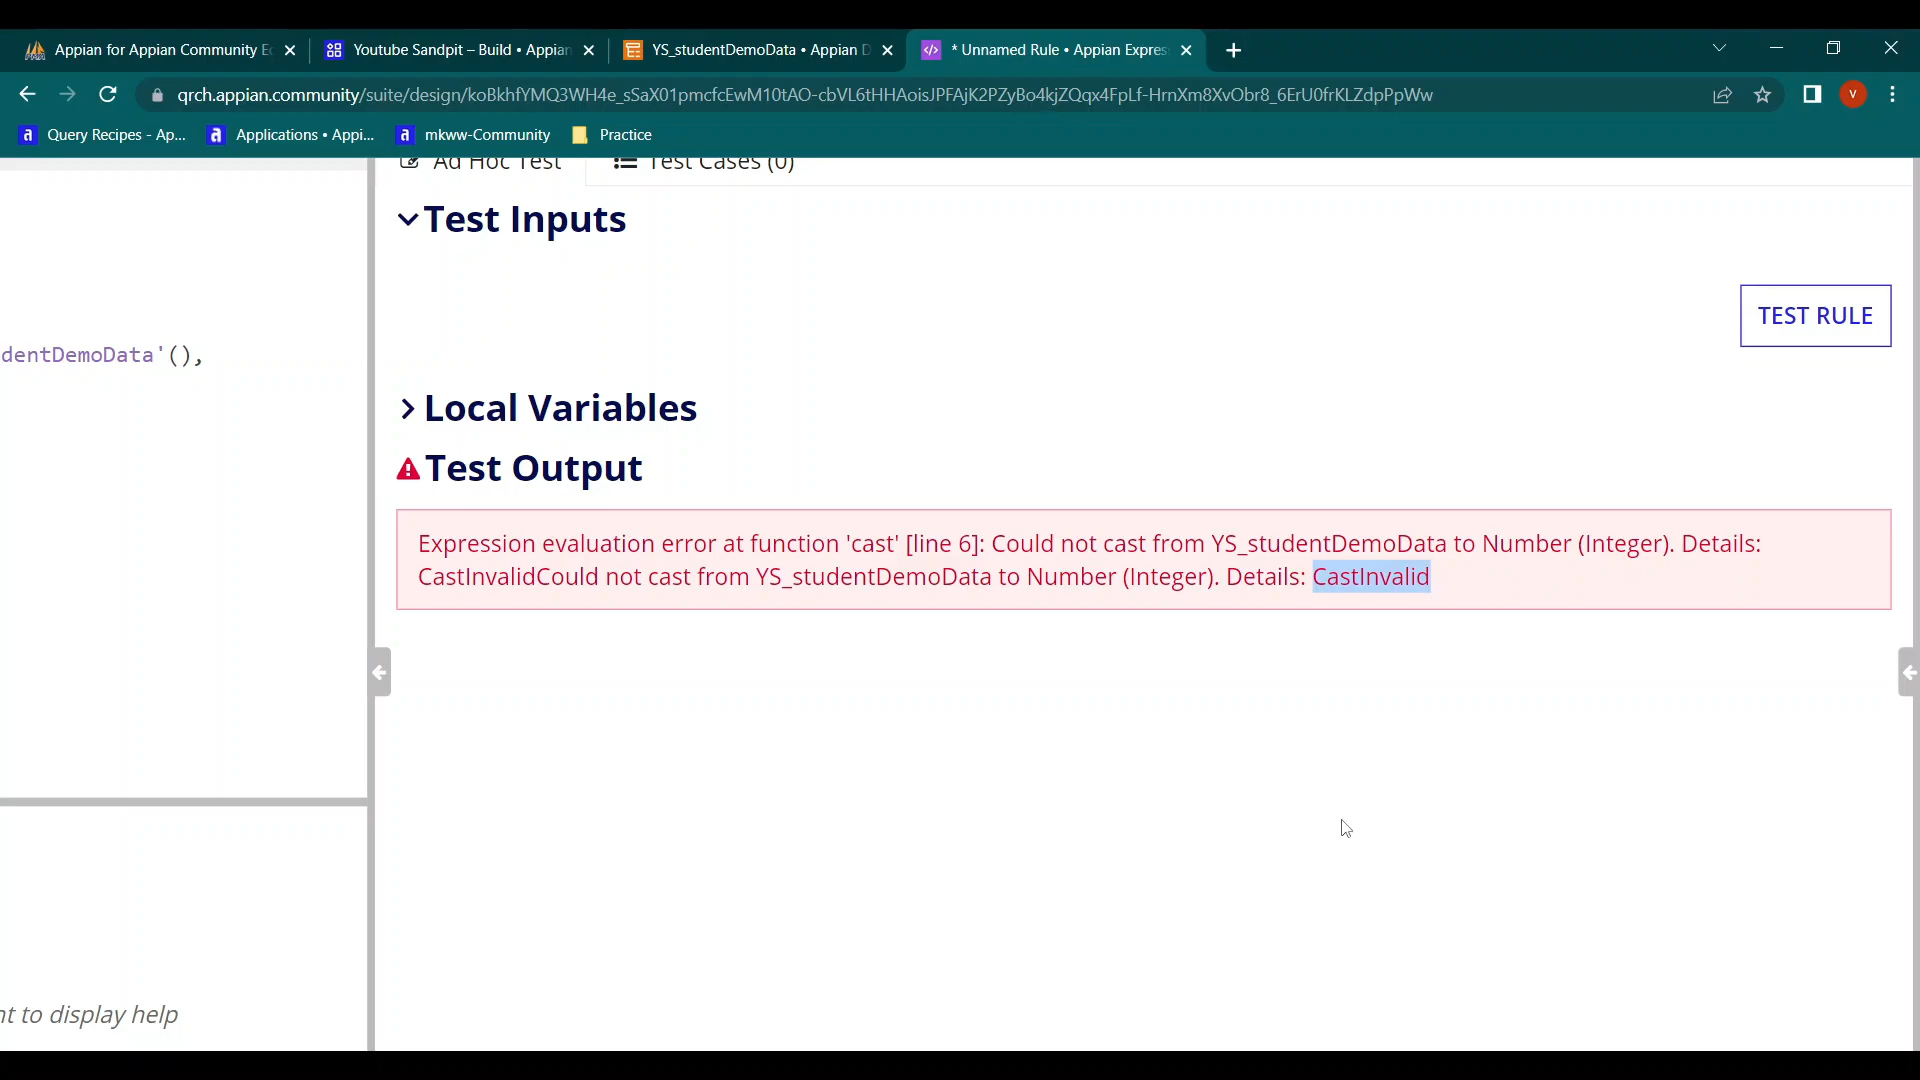 Appian for Appian Community E
Youtube Sandpit – Build • Appian
YS_studentDemoData • Appian D
* Unnamed Rule • Appian Expres
qrch.appian.community/suite/design/koBkhfYMQ3WH4e_sSaX01pmcfcEwM10tAO-cbVL6tHHAoisJPFAjK2PZyBo4kjZQqx4FpLf-HrnXm8XvObr8_6ErU0frKLZdpPpWw
V
Query Recipes - Ap...
Applications • Appi...
mkww-Community
Practice
Ad Hoc Test
Test Cases (0)
Test Inputs
TEST RULE
dentDemoData'(),
Local Variables
Test Output
Expression evaluation error at function 'cast' [line 6]: Could not cast from YS_studentDemoData to Number (Integer). Details:
CastInvalidCould not cast from YS_studentDemoData to Number (Integer). Details: CastInvalid
nt to display help